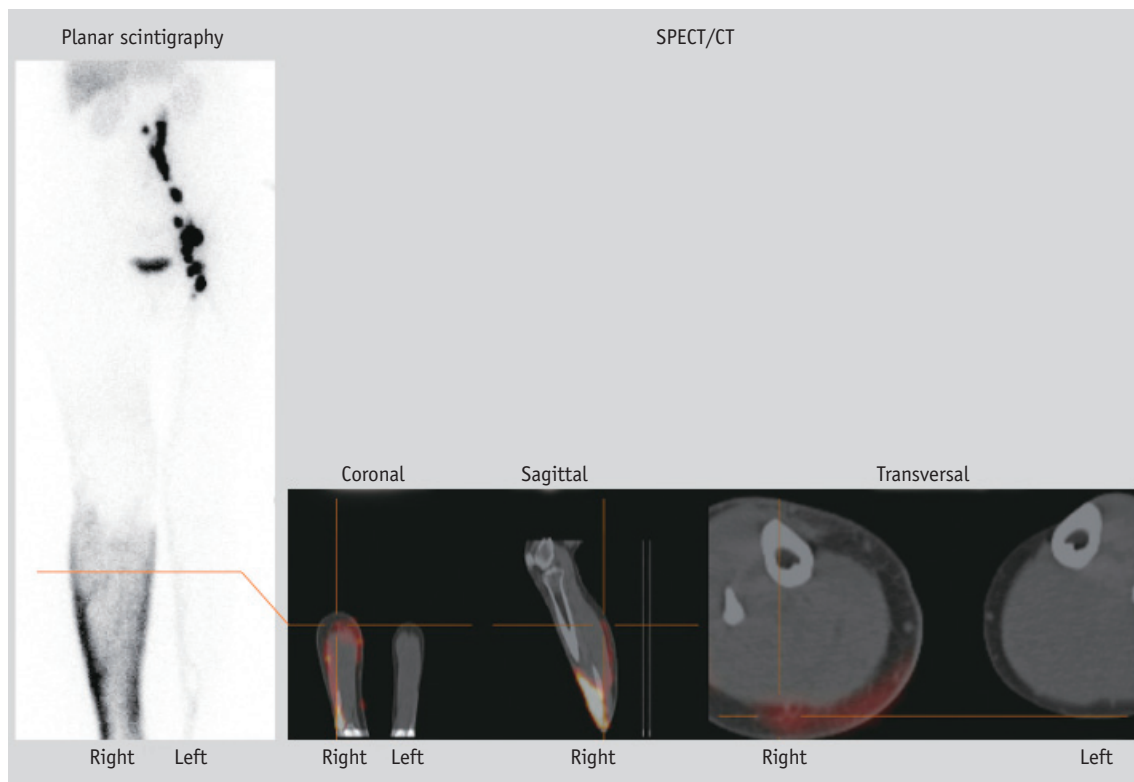 Planar scintigraphy
SPECT/CT
Coronal
Sagittal
Transversal
Right
Left
Right
Left
Right
Right
Left